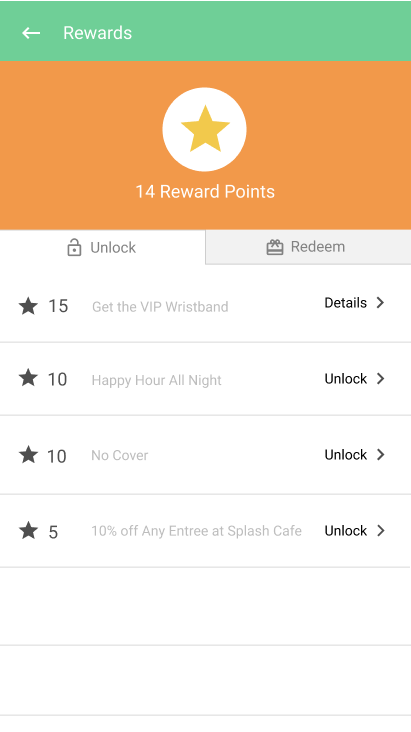 Rewards
14 Reward Points
Unlock
Redeem
15 Get the VIP Wristband Details
10 Happy Hour All Night Unlock
10 No Cover Unlock
5 10% off Any Entree at Splash Cafe Unlock